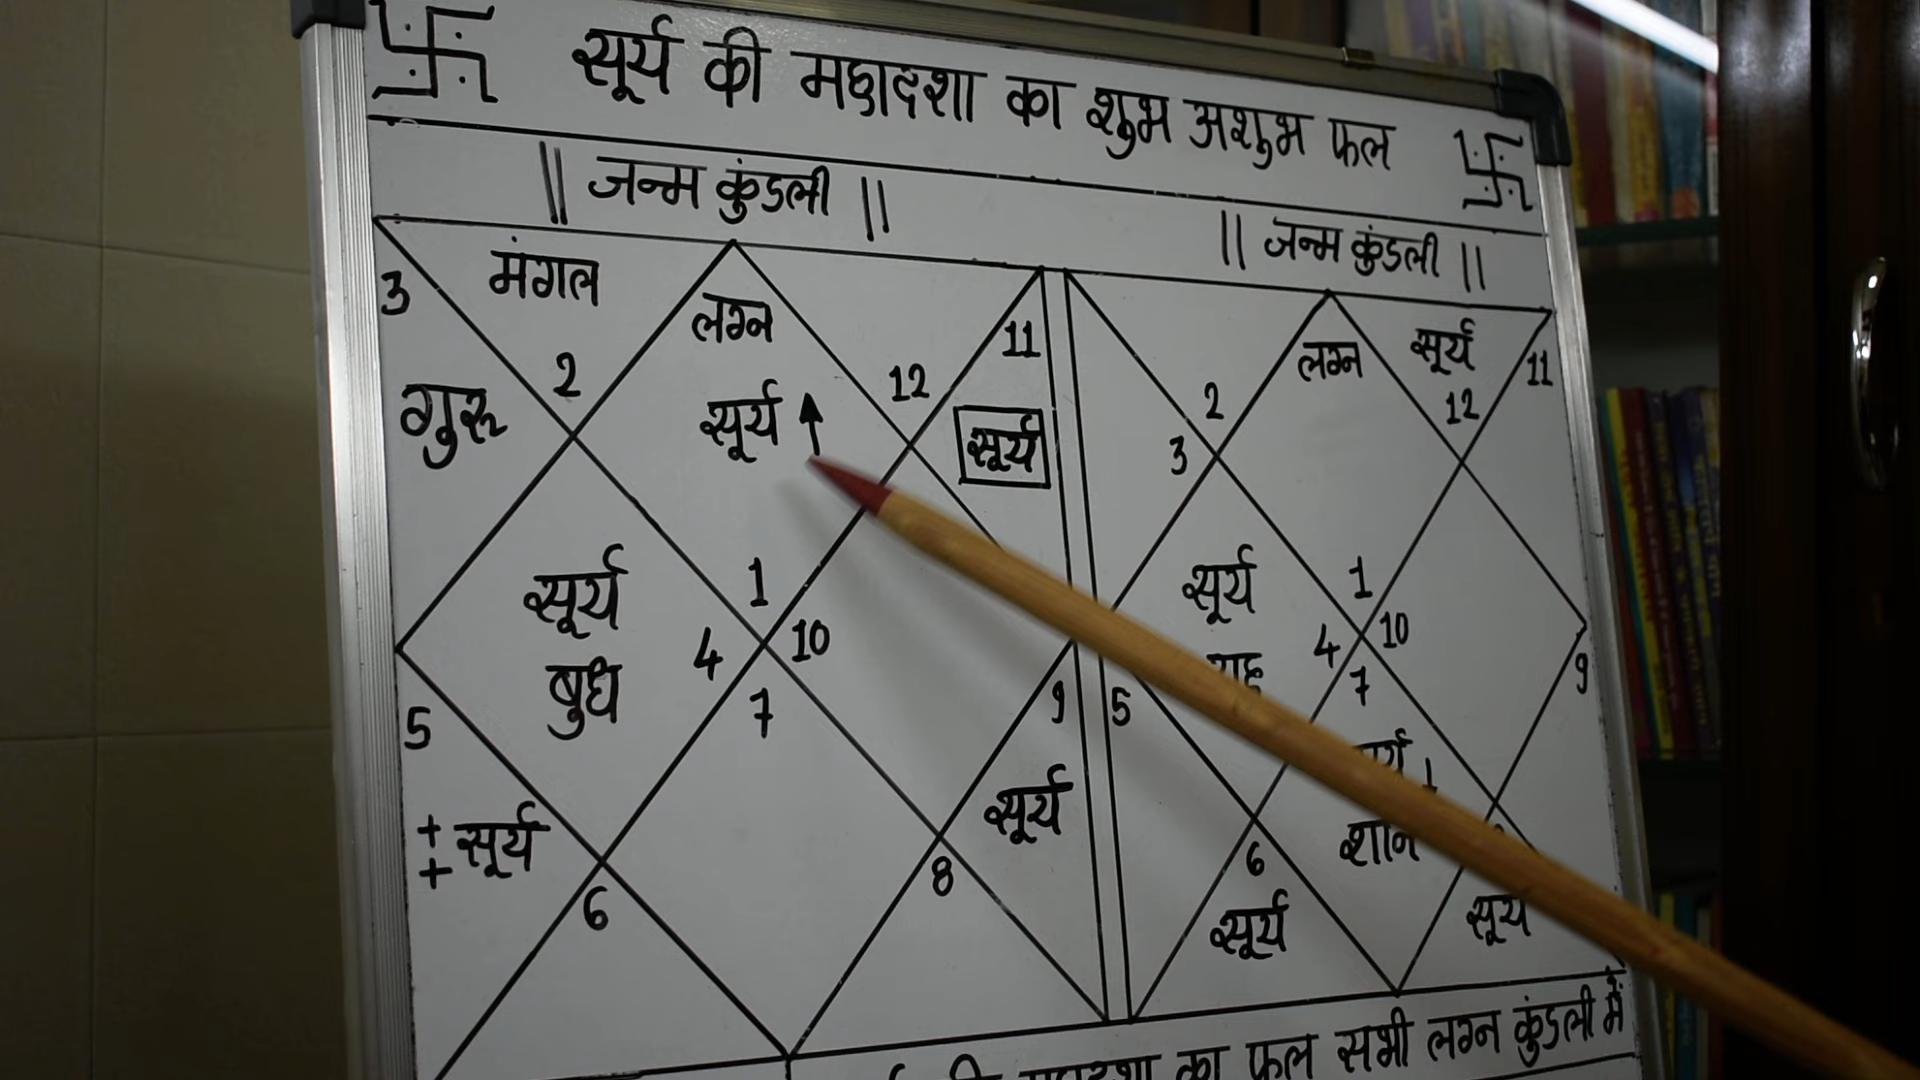 सूर्य की महादशा का शुभ अशुभ फल
|| जन्म कुंडली ||
|| जन्म कुंडली ||
3 मंगल
लग्न
11
गुरु
2
सूर्य ↑
12
सूर्य
सूर्य
बुध
1
4 10
7
5
9
++ सूर्य
सूर्य
6
8
लग्न
सूर्य
11
2
12
3
सूर्य
1
4 10
7
5
9
शनि
6
सूर्य
सूर्य
का फल सभी लग्न कुंडली में